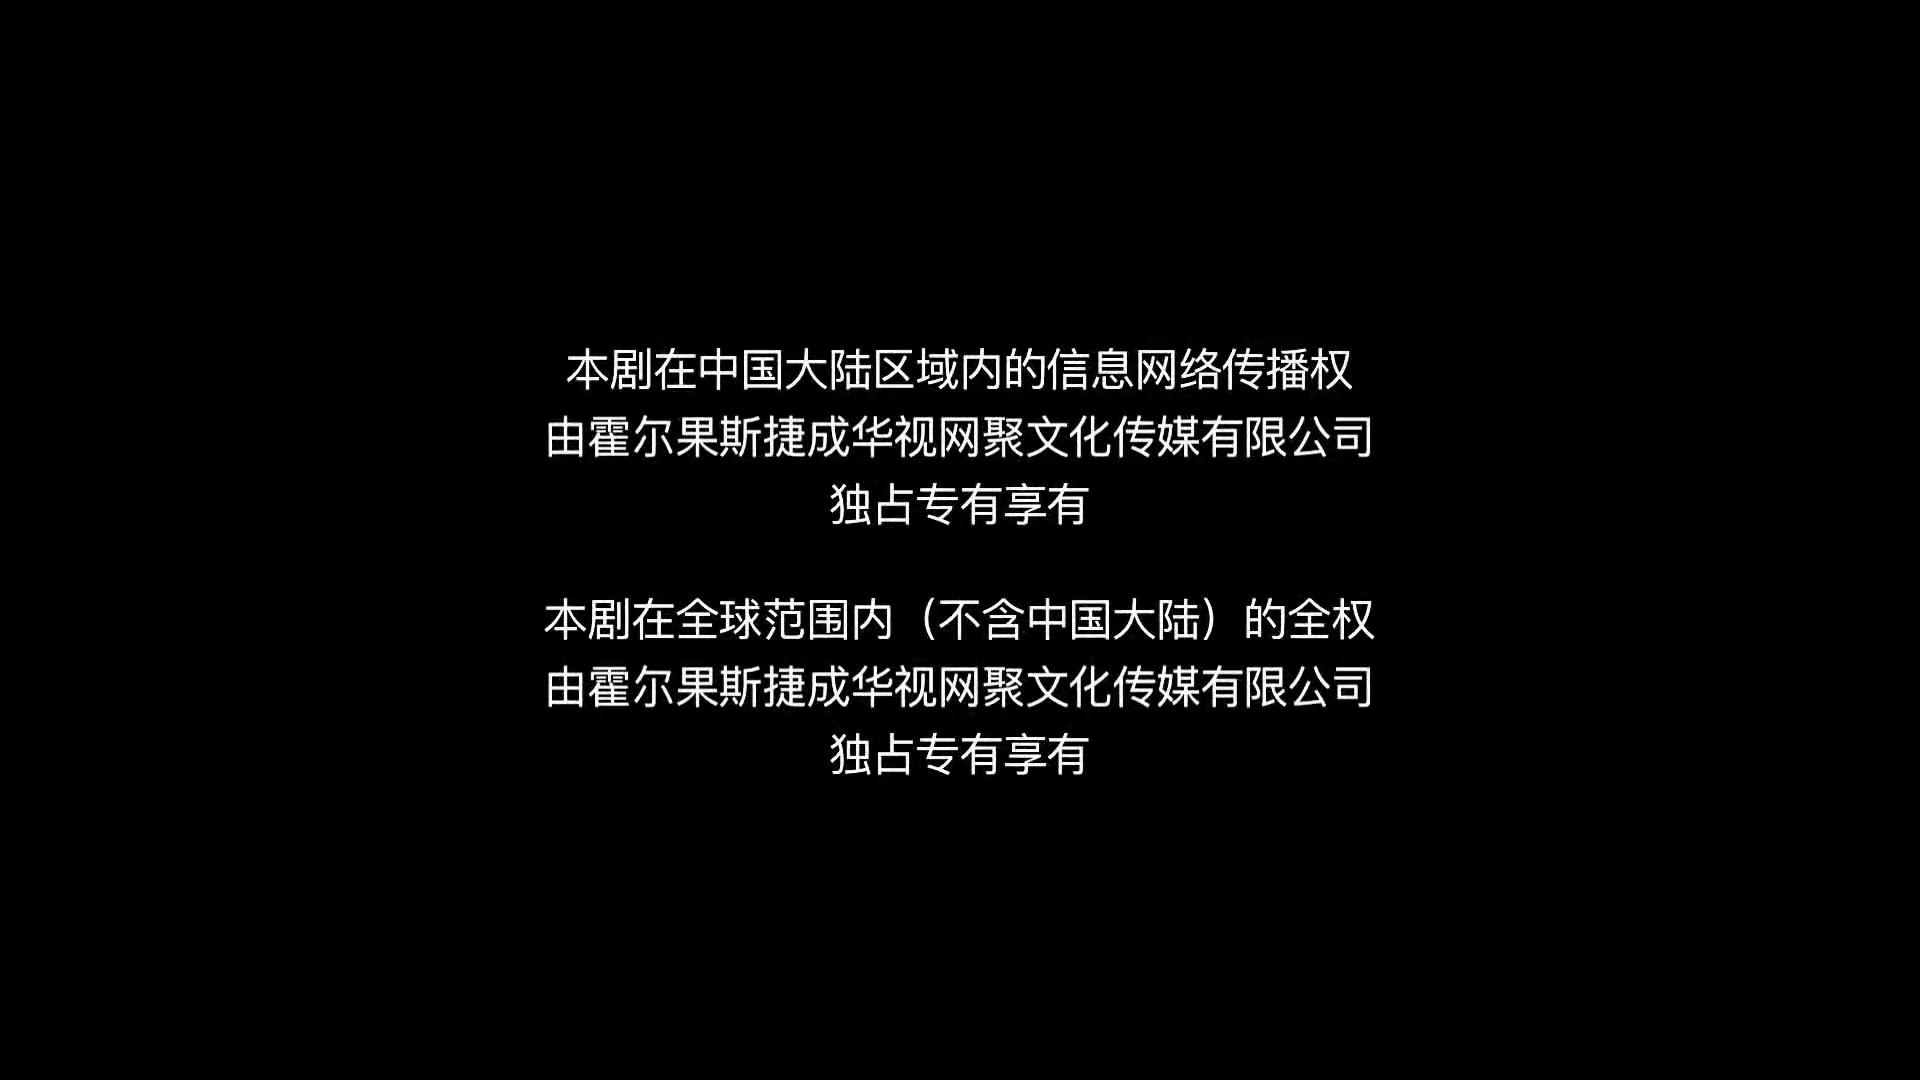 本剧在中国大陆区域内的信息网络传播权
由霍尔果斯捷成华视网聚文化传媒有限公司
独占专有享有
本剧在全球范围内（不含中国大陆）的全权
由霍尔果斯捷成华视网聚文化传媒有限公司
独占专有享有